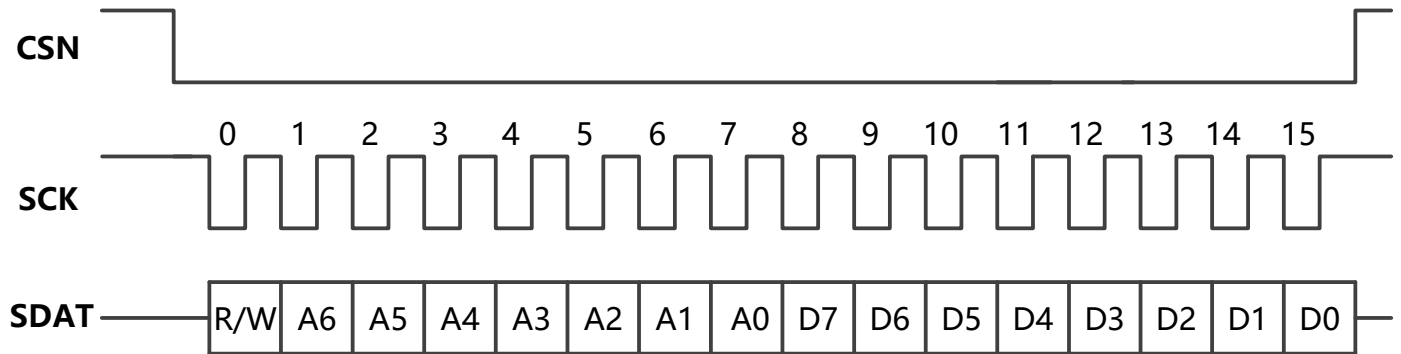 CSN
0 1 2 3 4 5 6 7 8 9 10 11 12 13 14 15
SCK
SDAT R/W A6 A5 A4 A3 A2 A1 A0 D7 D6 D5 D4 D3 D2 D1 D0